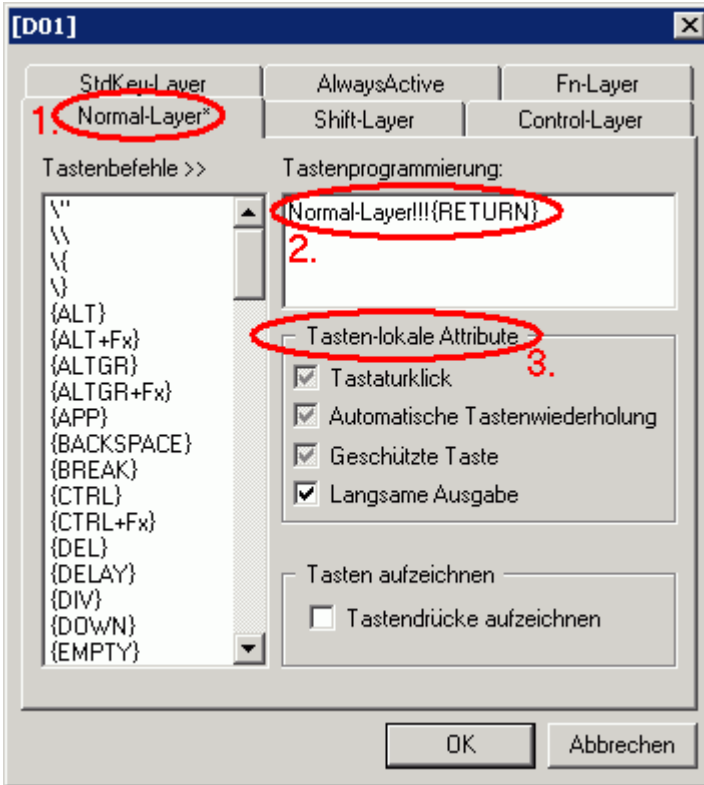 [D01]
StdKey-Layer
AlwaysActive
Fn-Layer
1.
Normal-Layer*
Shift-Layer
Control-Layer
Tastenbefehle >>
\"
\\
\{
\}
{ALT}
{ALT+Fx}
{ALTGR}
{ALTGR+Fx}
{APP}
{BACKSPACE}
{BREAK}
{CTRL}
{CTRL+Fx}
{DEL}
{DELAY}
{DIV}
{DOWN}
{EMPTY}
Tastenprogrammierung:
Normal-Layer!!!{RETURN}
2.
Tasten-lokale Attribute
3.
Tastaturklick
Automatische Tastenwiederholung
Geschützte Taste
Langsame Ausgabe
Tasten aufzeichnen
Tastendrücke aufzeichnen
OK
Abbrechen